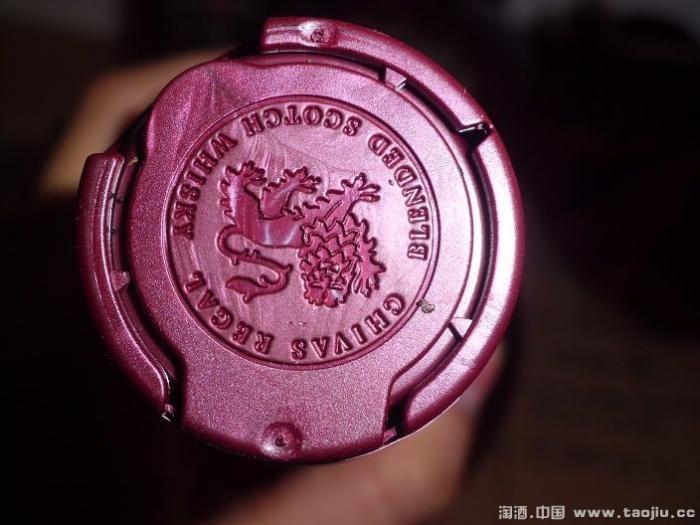 CHIVAS REGAL
BLENDED SCOTCH WHISKY
淘酒.中国 www.taojiu.cc